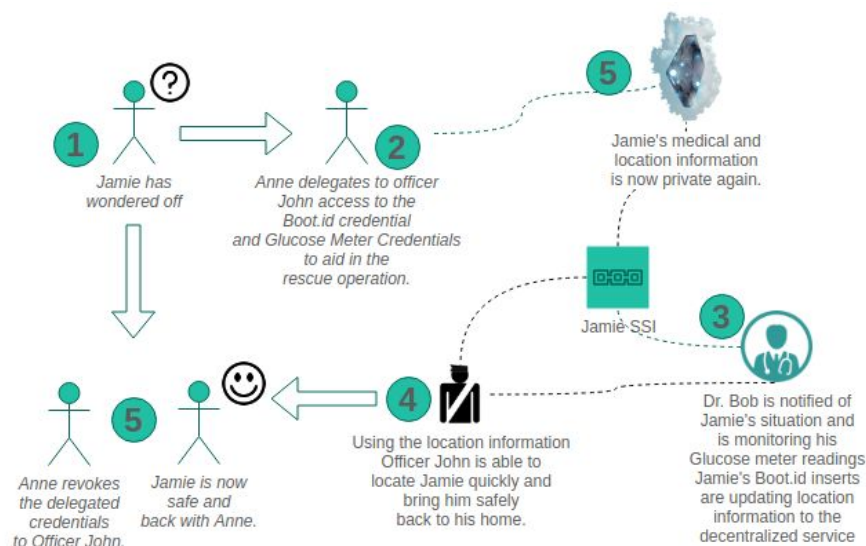 ?
1
Jamie has
wondered off
2
Anne delegates to officer
John access to the
Boot.id credential
and Glucose Meter Credentials
to aid in the
rescue operation.
5
Jamie's medical and
location information
is now private again.
Jamie SSI
3
Dr. Bob is notified of
Jamie's situation and
is monitoring his
Glucose meter readings
Jamie's Boot.id inserts
are updating location
information to the
decentralized service
4
Using the location information
Officer John is able to
locate Jamie quickly and
bring him safely
back to his home.
5
Anne revokes
the delegated
credentials
to Officer John.
Jamie is now
safe and
back with Anne.